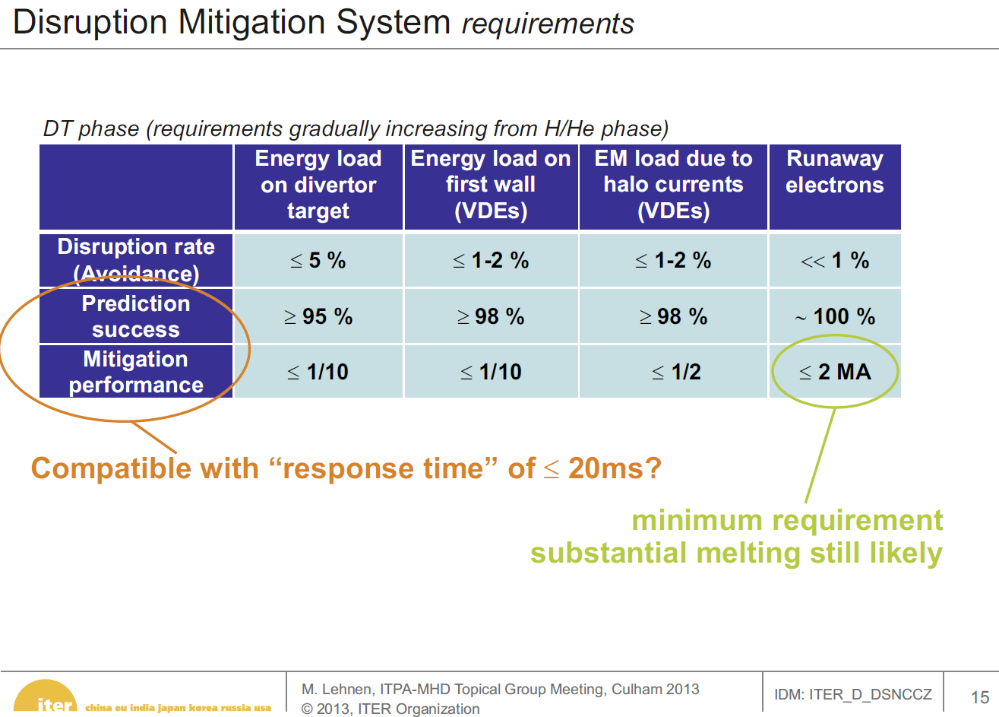 Disruption Mitigation System requirements
DT phase (requirements gradually increasing from H/He phase)
Energy load on divertor target
Energy load on first wall (VDEs)
EM load due to halo currents (VDEs)
Runaway electrons
Disruption rate (Avoidance)
≤ 5 %
≤ 1-2 %
≤ 1-2 %
<< 1 %
Prediction success
≥ 95 %
≥ 98 %
≥ 98 %
~ 100 %
Mitigation performance
≤ 1/10
≤ 1/10
≤ 1/2
≤ 2 MA
Compatible with “response time” of ≤ 20ms?
minimum requirement
substantial melting still likely
iter
china eu india japan korea russia usa
M. Lehnen, ITPA-MHD Topical Group Meeting, Culham 2013
© 2013, ITER Organization
IDM: ITER_D_DSNCCZ
15